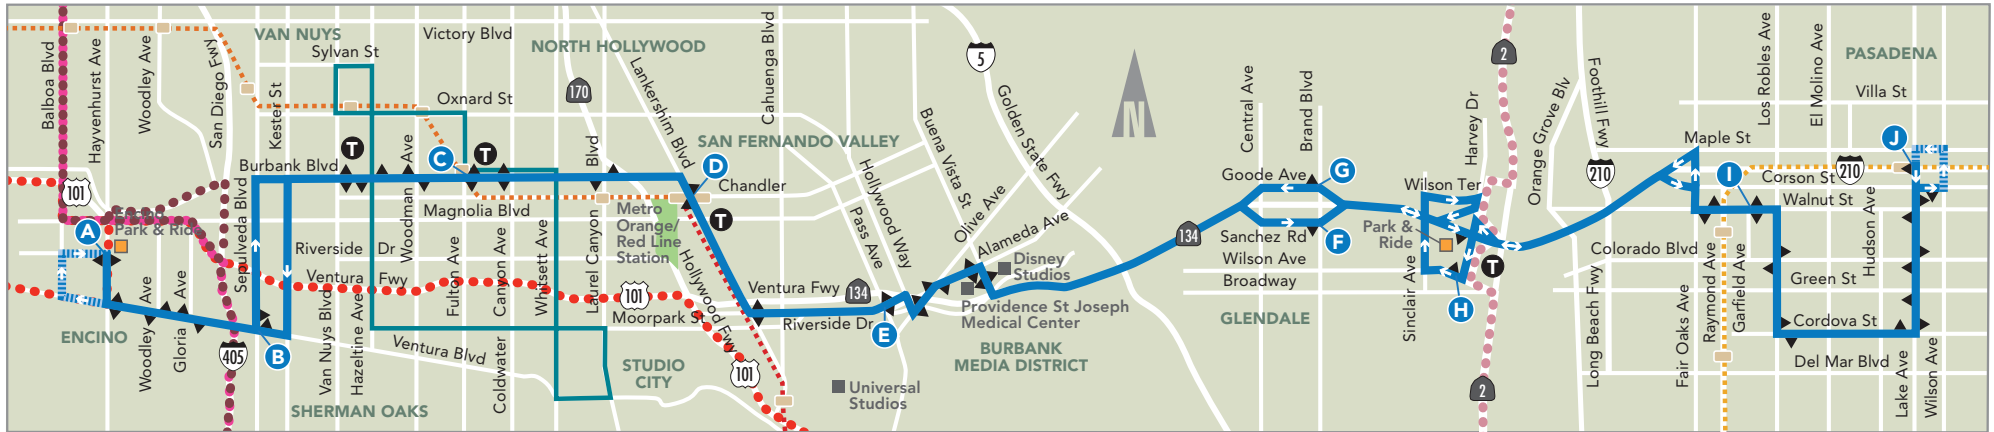 Balboa Blvd
Hayvenhurst Ave
Woodley Ave
San Diego Fwy
VAN NUYS
Sylvan St
Kester St
Victory Blvd
Oxnard St
NORTH HOLLYWOOD
170
Lankershim Blvd
Cahuenga Blvd
5
Golden State Fwy
N
Central Ave
Brand Blvd
2
Harvey Dr
Orange Grove Blv
Foothill Fwy
210
Los Robles Ave
El Molino Ave
PASADENA
Villa St
Maple St
J
SAN FERNANDO VALLEY
Buena Vista St
Hollywood Way
Pass Ave
Olive Ave
Alameda Ave
101
Burbank Blvd
T
C
T
Woodman Ave
Blvd
D
Chandler
T
Magnolia Blvd
Metro
Orange/
Red Line
Station
Goode Ave
G
Sanchez Rd
F
Wilson Ave
Broadway
Wilson Ter
Park &
Ride
T
I
Corson St
210
Walnut St
A
Encino
Park & Ride
Sepulveda Blvd
Riverside Dr
Ventura Fwy
Fulton Ave
Canyon Ave
Whitsett Ave
Laurel Canyon
101
Moorpark St
Hollywood Fwy
Ventura Fwy
134
Riverside Dr
E
Disney
Studios
Providence St Joseph
Medical Center
134
Colorado Blvd
Green St
Hudson Ave
Cordova St
Del Mar Blvd
ENCINO
Woodley Ave
Gloria Ave
405
B
Van Nuys Blvd
Hazeltine Ave
Ventura Blvd
Coldwater
SHERMAN OAKS
STUDIO
CITY
101
Universal
Studios
BURBANK
MEDIA DISTRICT
GLENDALE
Sinclair Ave
H
2
Long Beach Fwy
Fair Oaks Ave
Raymond Ave
Garfield Ave
Lake Ave
Wilson Ave